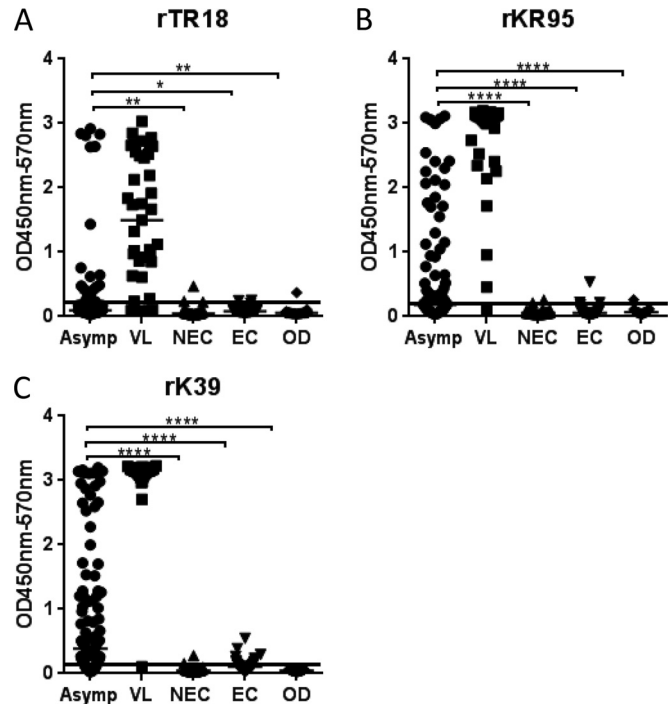 A
rTR18
OD450nm-570nm
4
3
2
1
0
**
*
**
Asymp VL NEC EC OD
B
rKR95
OD450nm-570nm
4
3
2
1
0
****
****
****
Asymp VL NEC EC OD
C
rK39
OD450nm-570nm
4
3
2
1
0
****
****
****
Asymp VL NEC EC OD